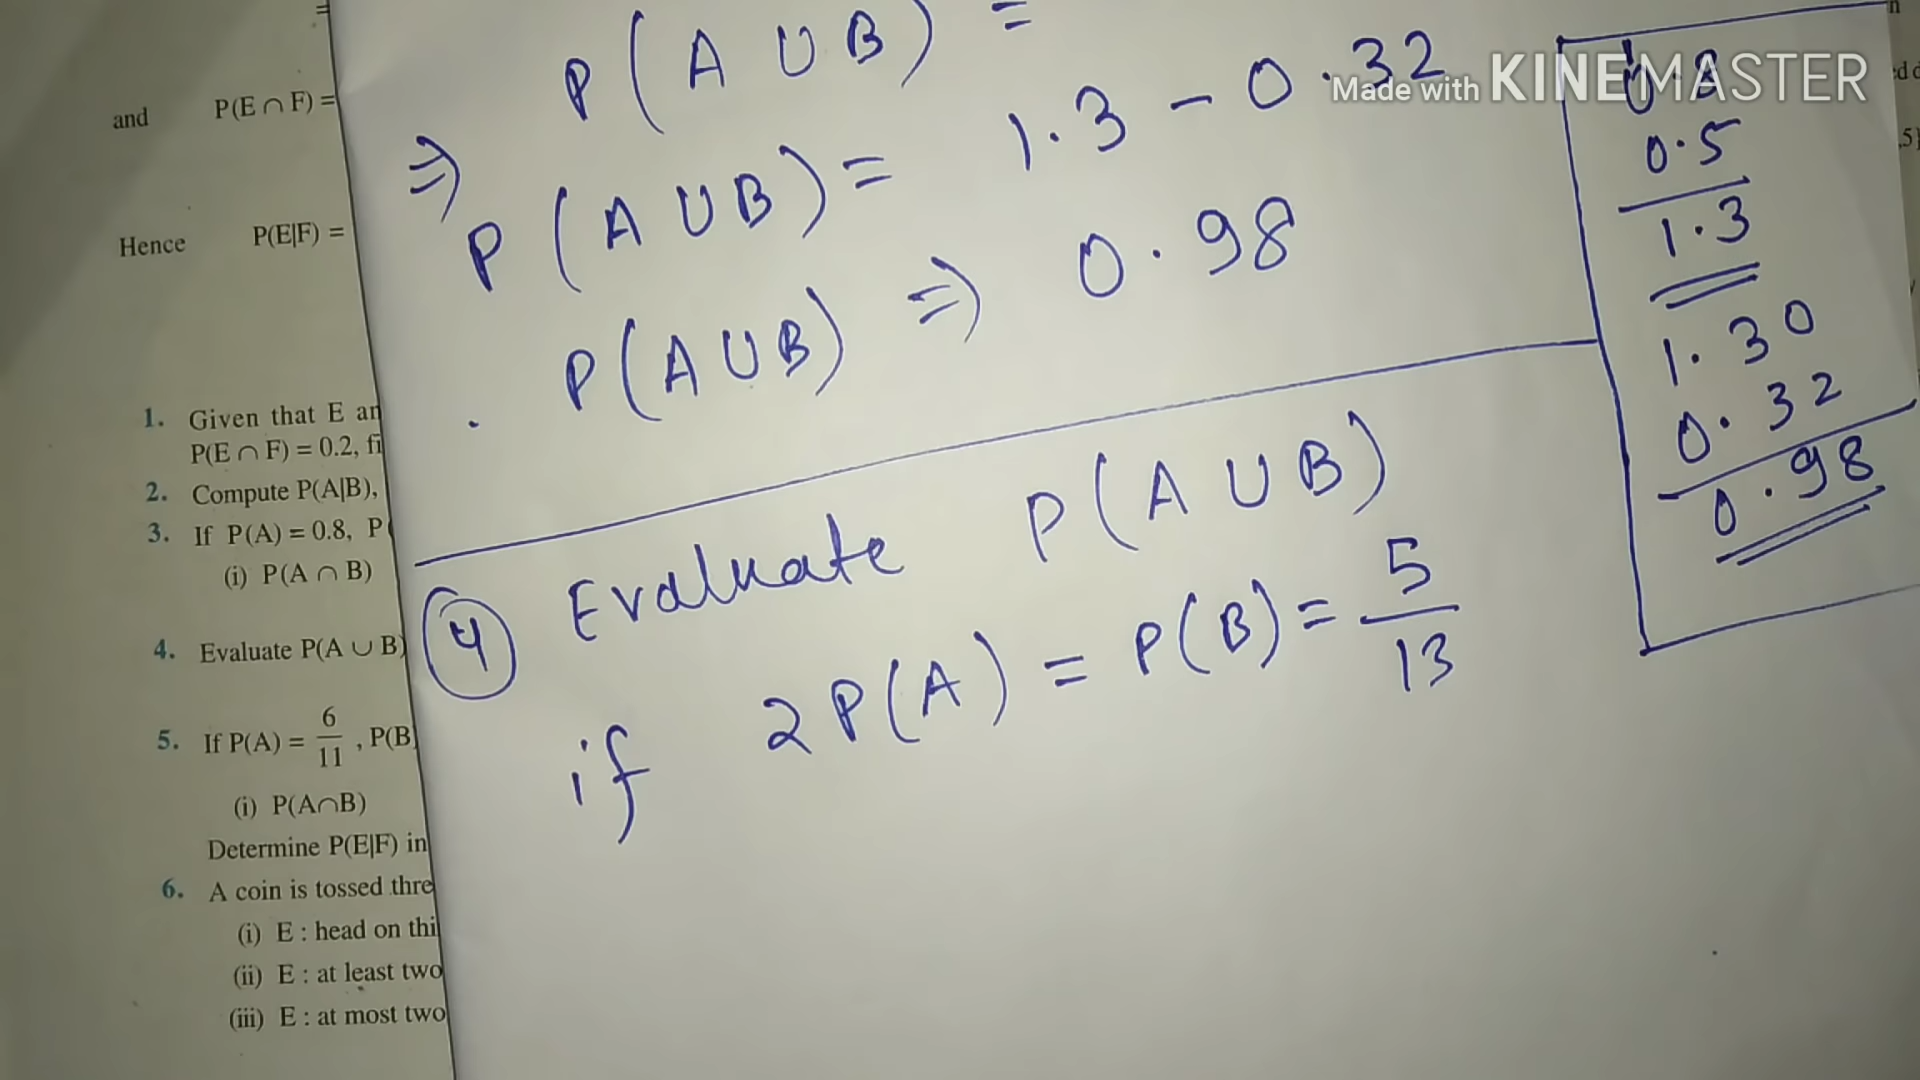 and P(E ∩ F) =
Hence P(E|F) =
1. Given that E an
P(E ∩ F) = 0.2, fi
2. Compute P(A|B),
3. If P(A) = 0.8, P(
(i) P(A ∩ B)
4. Evaluate P(A ∪ B)
5. If P(A) = 6/11 , P(B)
(i) P(A∩B)
Determine P(E|F) in
6. A coin is tossed thre
(i) E : head on thi
(ii) E : at least two
(iii) E : at most two
P(A ∪ B) =
⇒ P(A ∪ B) = 1.3 - 0.32
P(A ∪ B) ⇒ 0.98
4 Evaluate P(A ∪ B)
if 2P(A) = P(B) = 5/13
0.8
0.5
1.3
1.30
0.32
0.98
Made with KINEMASTER